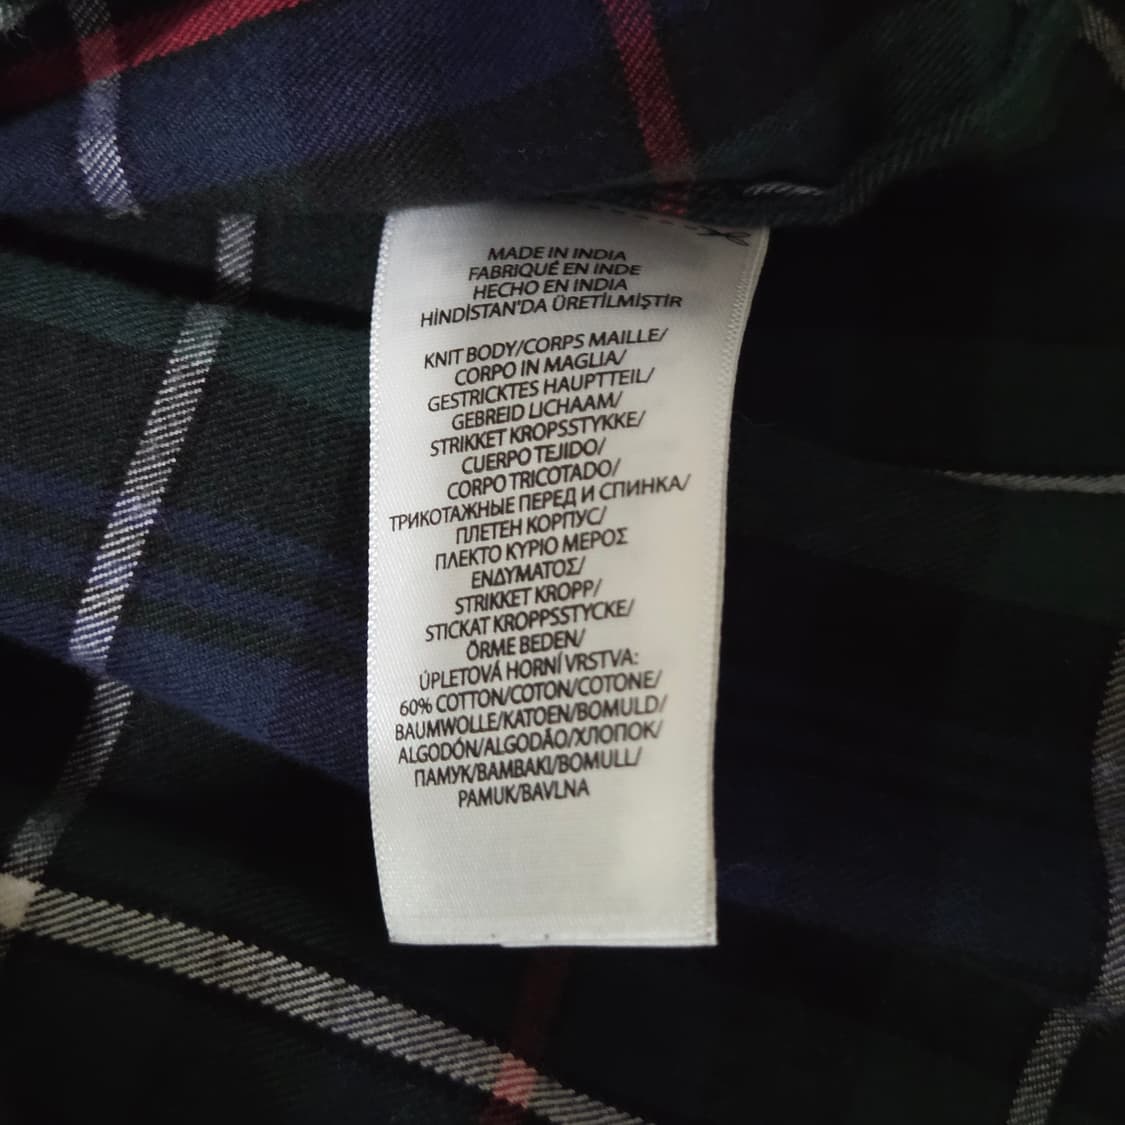 MADE IN INDIA
FABRIQUÉ EN INDE
HECHO EN INDIA
HİNDİSTAN'DA ÜRETİLMİŞTİR
KNIT BODY/CORPS MAILLE/
CORPO IN MAGLIA/
GESTRICKTES HAUPTTEIL/
GEBREID LICHAAM/
STRIKKET KROPSSTYKKE/
CUERPO TEJIDO/
CORPO TRICOTADO/
ТРИКОТАЖНЫЕ ПЕРЕД И СПИНКА/
ПЛЕТЕН КОРПУС/
ΠΛΕΚΤΟ ΚΥΡΙΟ ΜΕΡΟΣ
ΕΝΔΥΜΑΤΟΣ/
STRIKKET KROPP/
STICKAT KROPPSSTYCKE/
ÖRME BEDEN/
ÚPLETOVÁ HORNÍ VRSTVA:
60% COTTON/COTON/COTONE/
BAUMWOLLE/KATOEN/BOMULD/
ALGODÓN/ALGODÃO/ХЛОПОК/
ПАМУК/ΒΑΜΒΑΚΙ/BOMULL/
PAMUK/BAVLNA